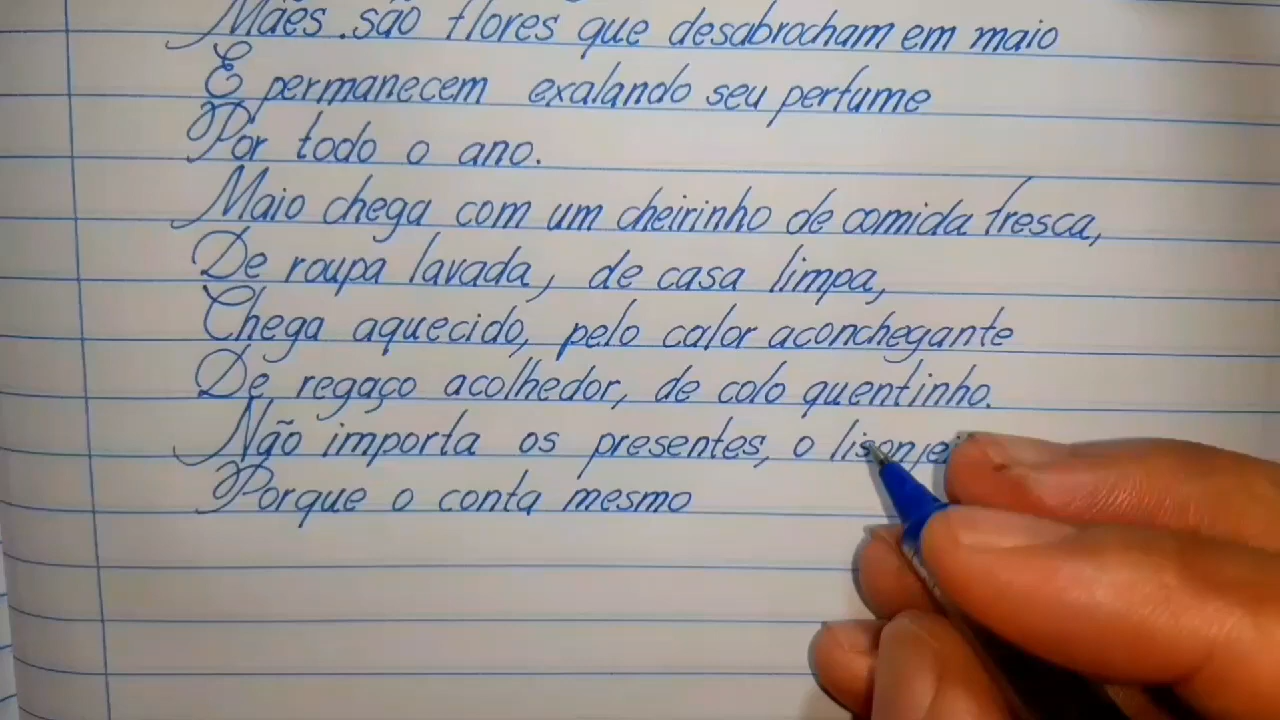 Mães são flores que desabrocham em maio
E permanecem exalando seu perfume
Por todo o ano.
Maio chega com um cheirinho de comida fresca,
De roupa lavada, de casa limpa,
Chega aquecido, pelo calor aconchegante
De regaço acolhedor, de colo quentinho.
Não importa os presentes, o
Porque o conta mesmo